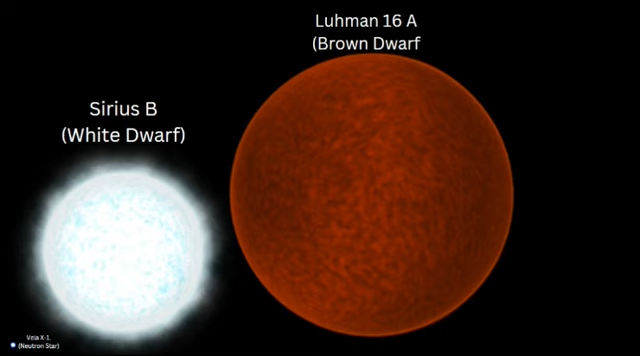 Luhman 16 A
(Brown Dwarf
Sirius B
(White Dwarf)
Vela X-1.
(Neutron Star)